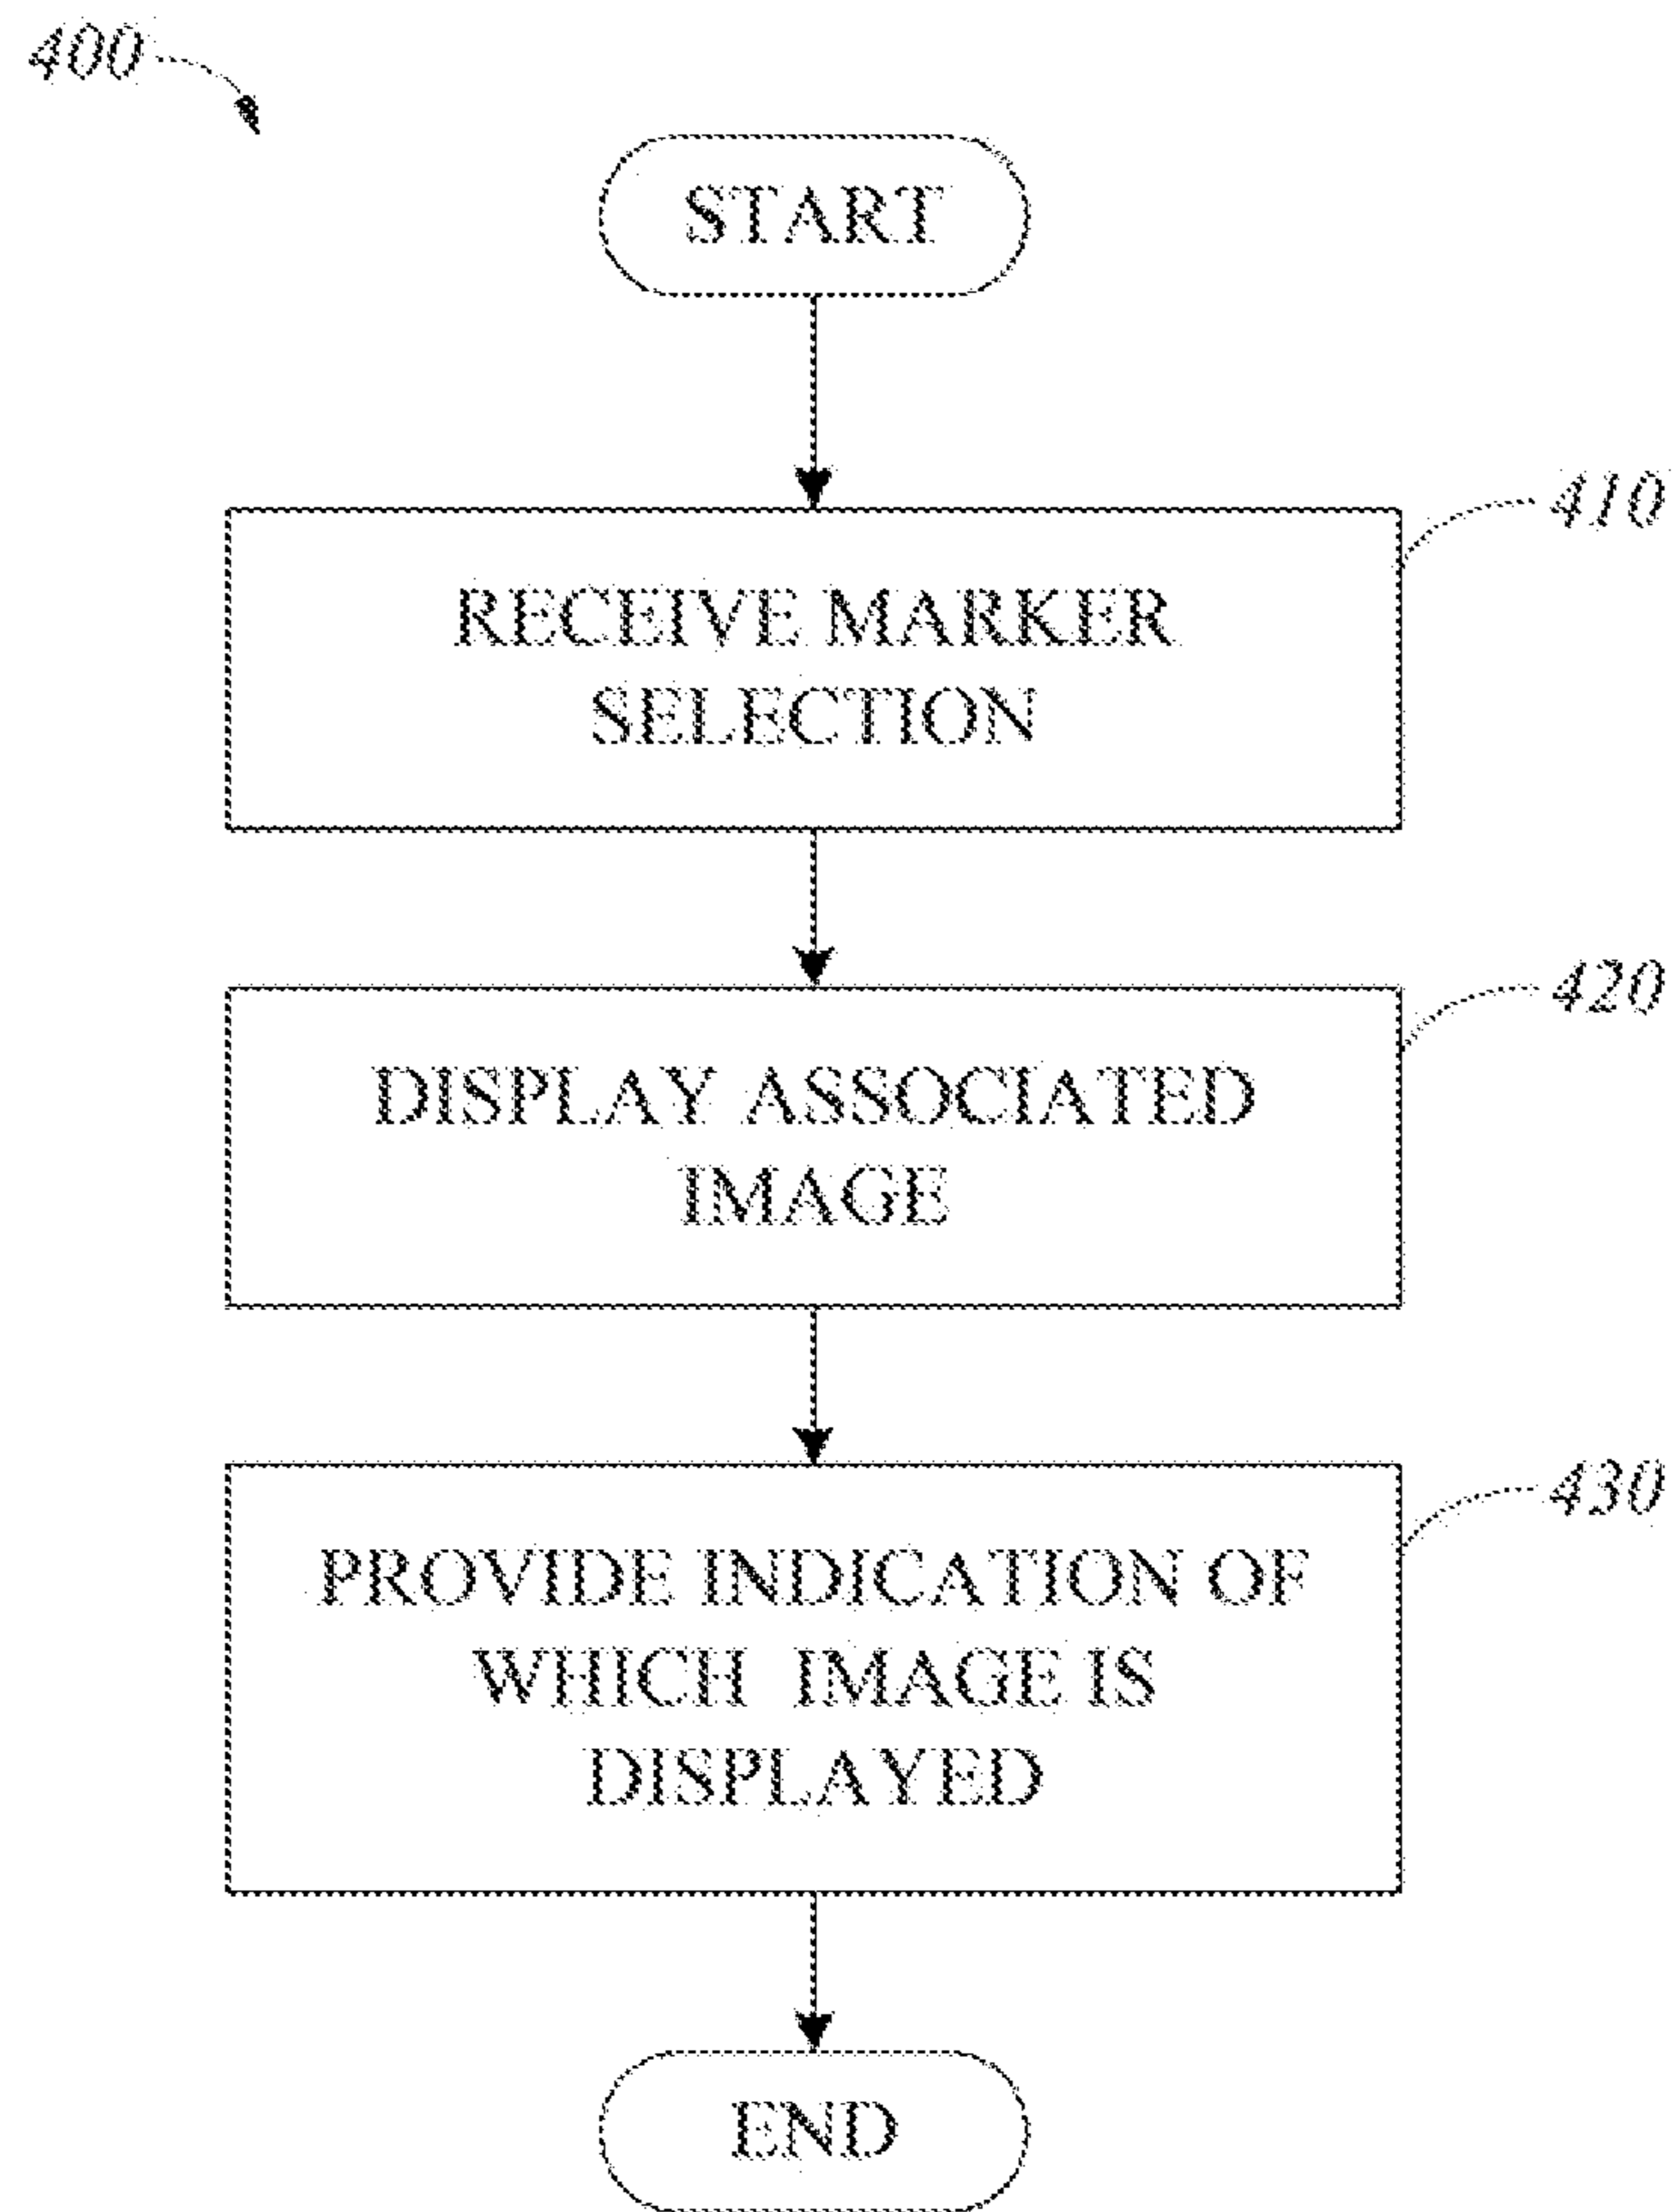 400
START
410
RECEIVE MARKER
SELECTION
420
DISPLAY ASSOCIATED
IMAGE
430
PROVIDE INDICATION OF
WHICH IMAGE IS
DISPLAYED
END